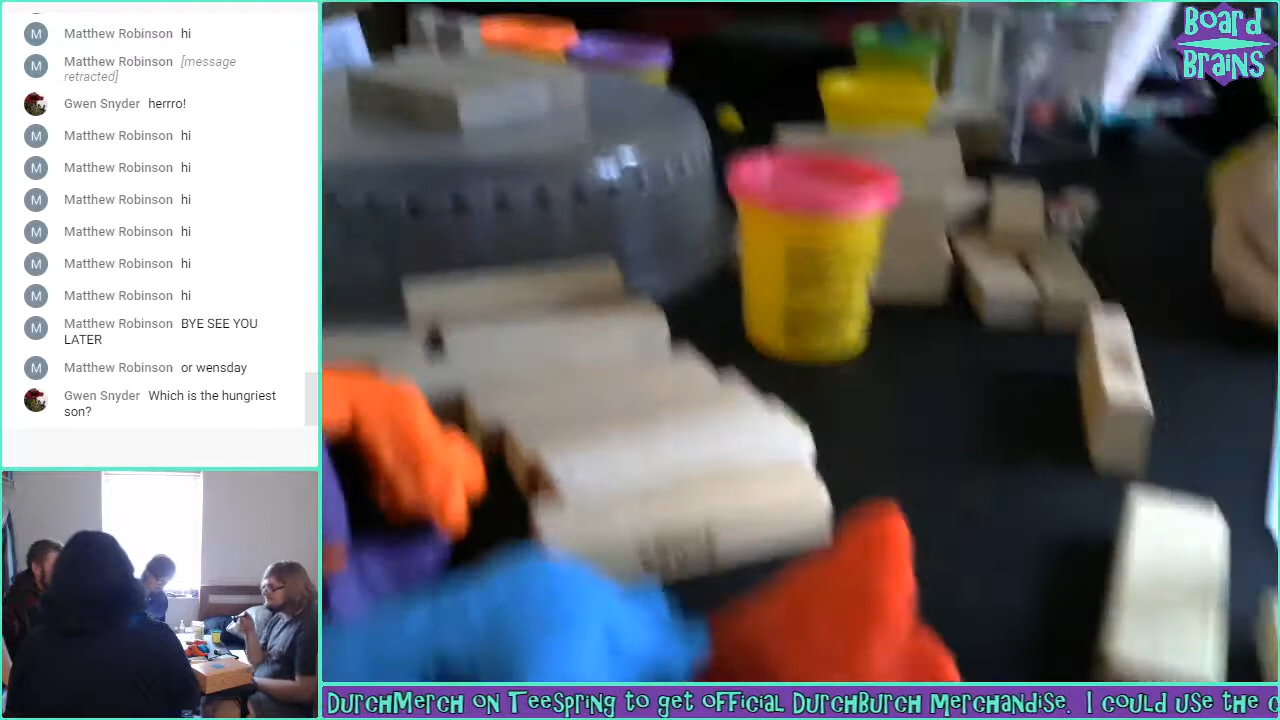 Matthew Robinson hi
Matthew Robinson [message
retracted]
Gwen Snyder herrro!
Matthew Robinson hi
Matthew Robinson hi
Matthew Robinson hi
Matthew Robinson hi
Matthew Robinson hi
Matthew Robinson hi
Matthew Robinson BYE SEE YOU
LATER
Matthew Robinson or wensday
Gwen Snyder Which is the hungriest
son?
Board
Brains
DurchMerch on TeeSpring to get official DurchBurch Merchandise. I could use the